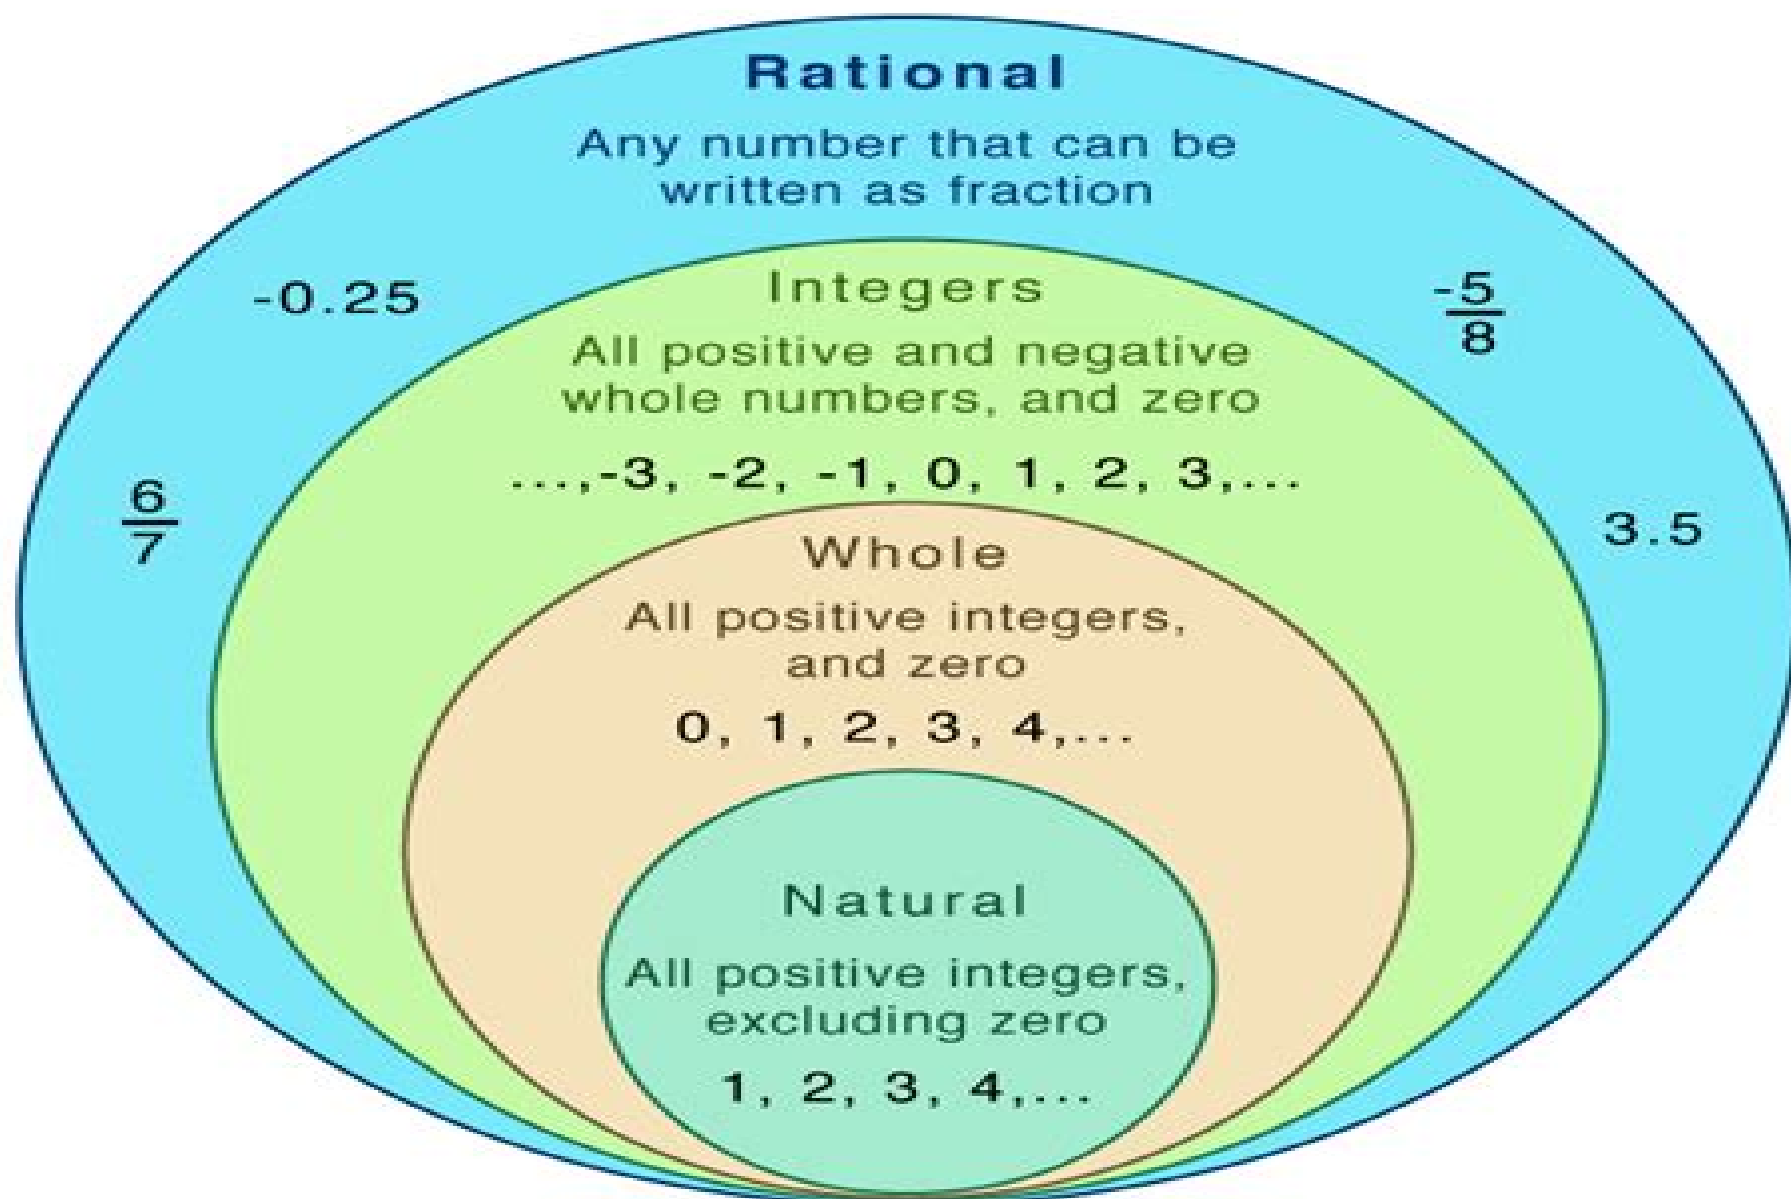 Rational
Any number that can be
written as fraction
-0.25
-5
8
Integers
All positive and negative
whole numbers, and zero
...,-3, -2, -1, 0, 1, 2, 3,...
6
7
3.5
Whole
All positive integers,
and zero
0, 1, 2, 3, 4,...
Natural
All positive integers,
excluding zero
1, 2, 3, 4,...